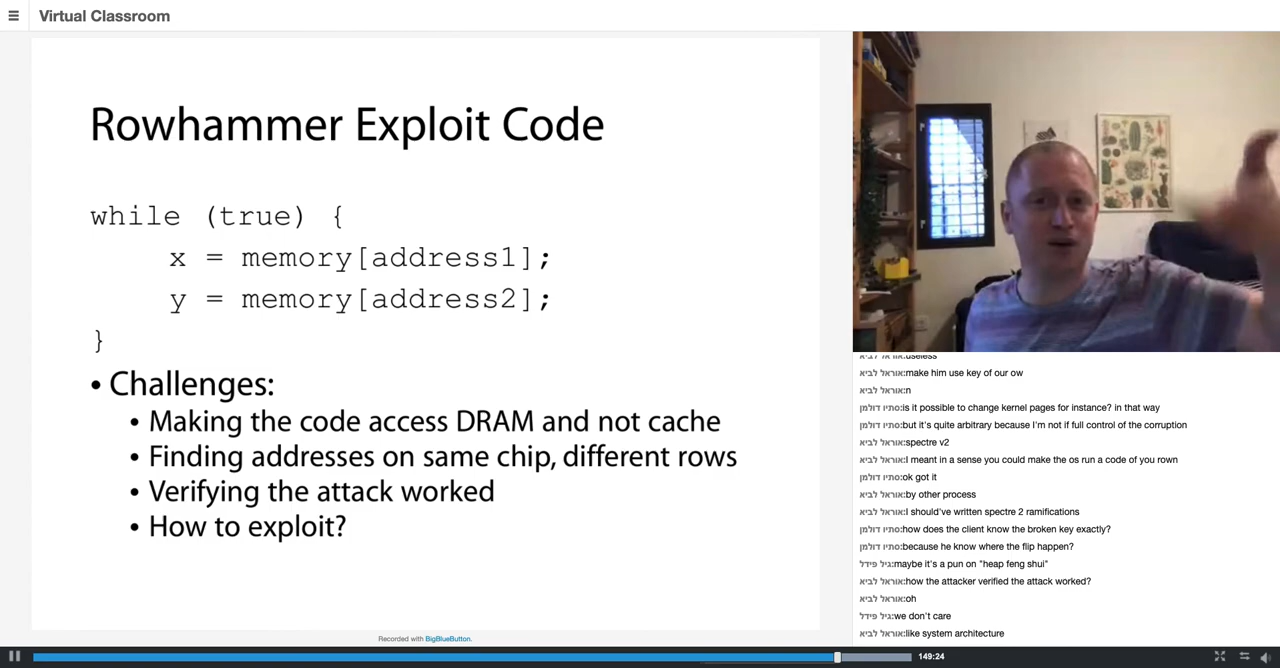 Virtual Classroom
Rowhammer Exploit Code
while (true) {
x = memory[address1];
y = memory[address2];
}
• Challenges:
• Making the code access DRAM and not cache
• Finding addresses on same chip, different rows
• Verifying the attack worked
• How to exploit?
Recorded with BigBlueButton.
אוראל לביא:useless
אוראל לביא:make him use key of our ow
אוראל לביא:n
סתיו דולמן:is it possible to change kernel pages for instance? in that way
סתיו דולמן:but it's quite arbitrary because I'm not if full control of the corruption
אוראל לביא:spectre v2
אוראל לביא:I meant in a sense you could make the os run a code of you rown
סתיו דולמן:ok got it
אוראל לביא:by other process
אוראל לביא:I should've written spectre 2 ramifications
סתיו דולמן:how does the client know the broken key exactly?
סתיו דולמן:because he know where the flip happen?
גיל פידל:maybe it's a pun on "heap feng shui"
אוראל לביא:how the attacker verified the attack worked?
אוראל לביא:oh
גיל פידל:we don't care
אוראל לביא:like system architecture
149:24